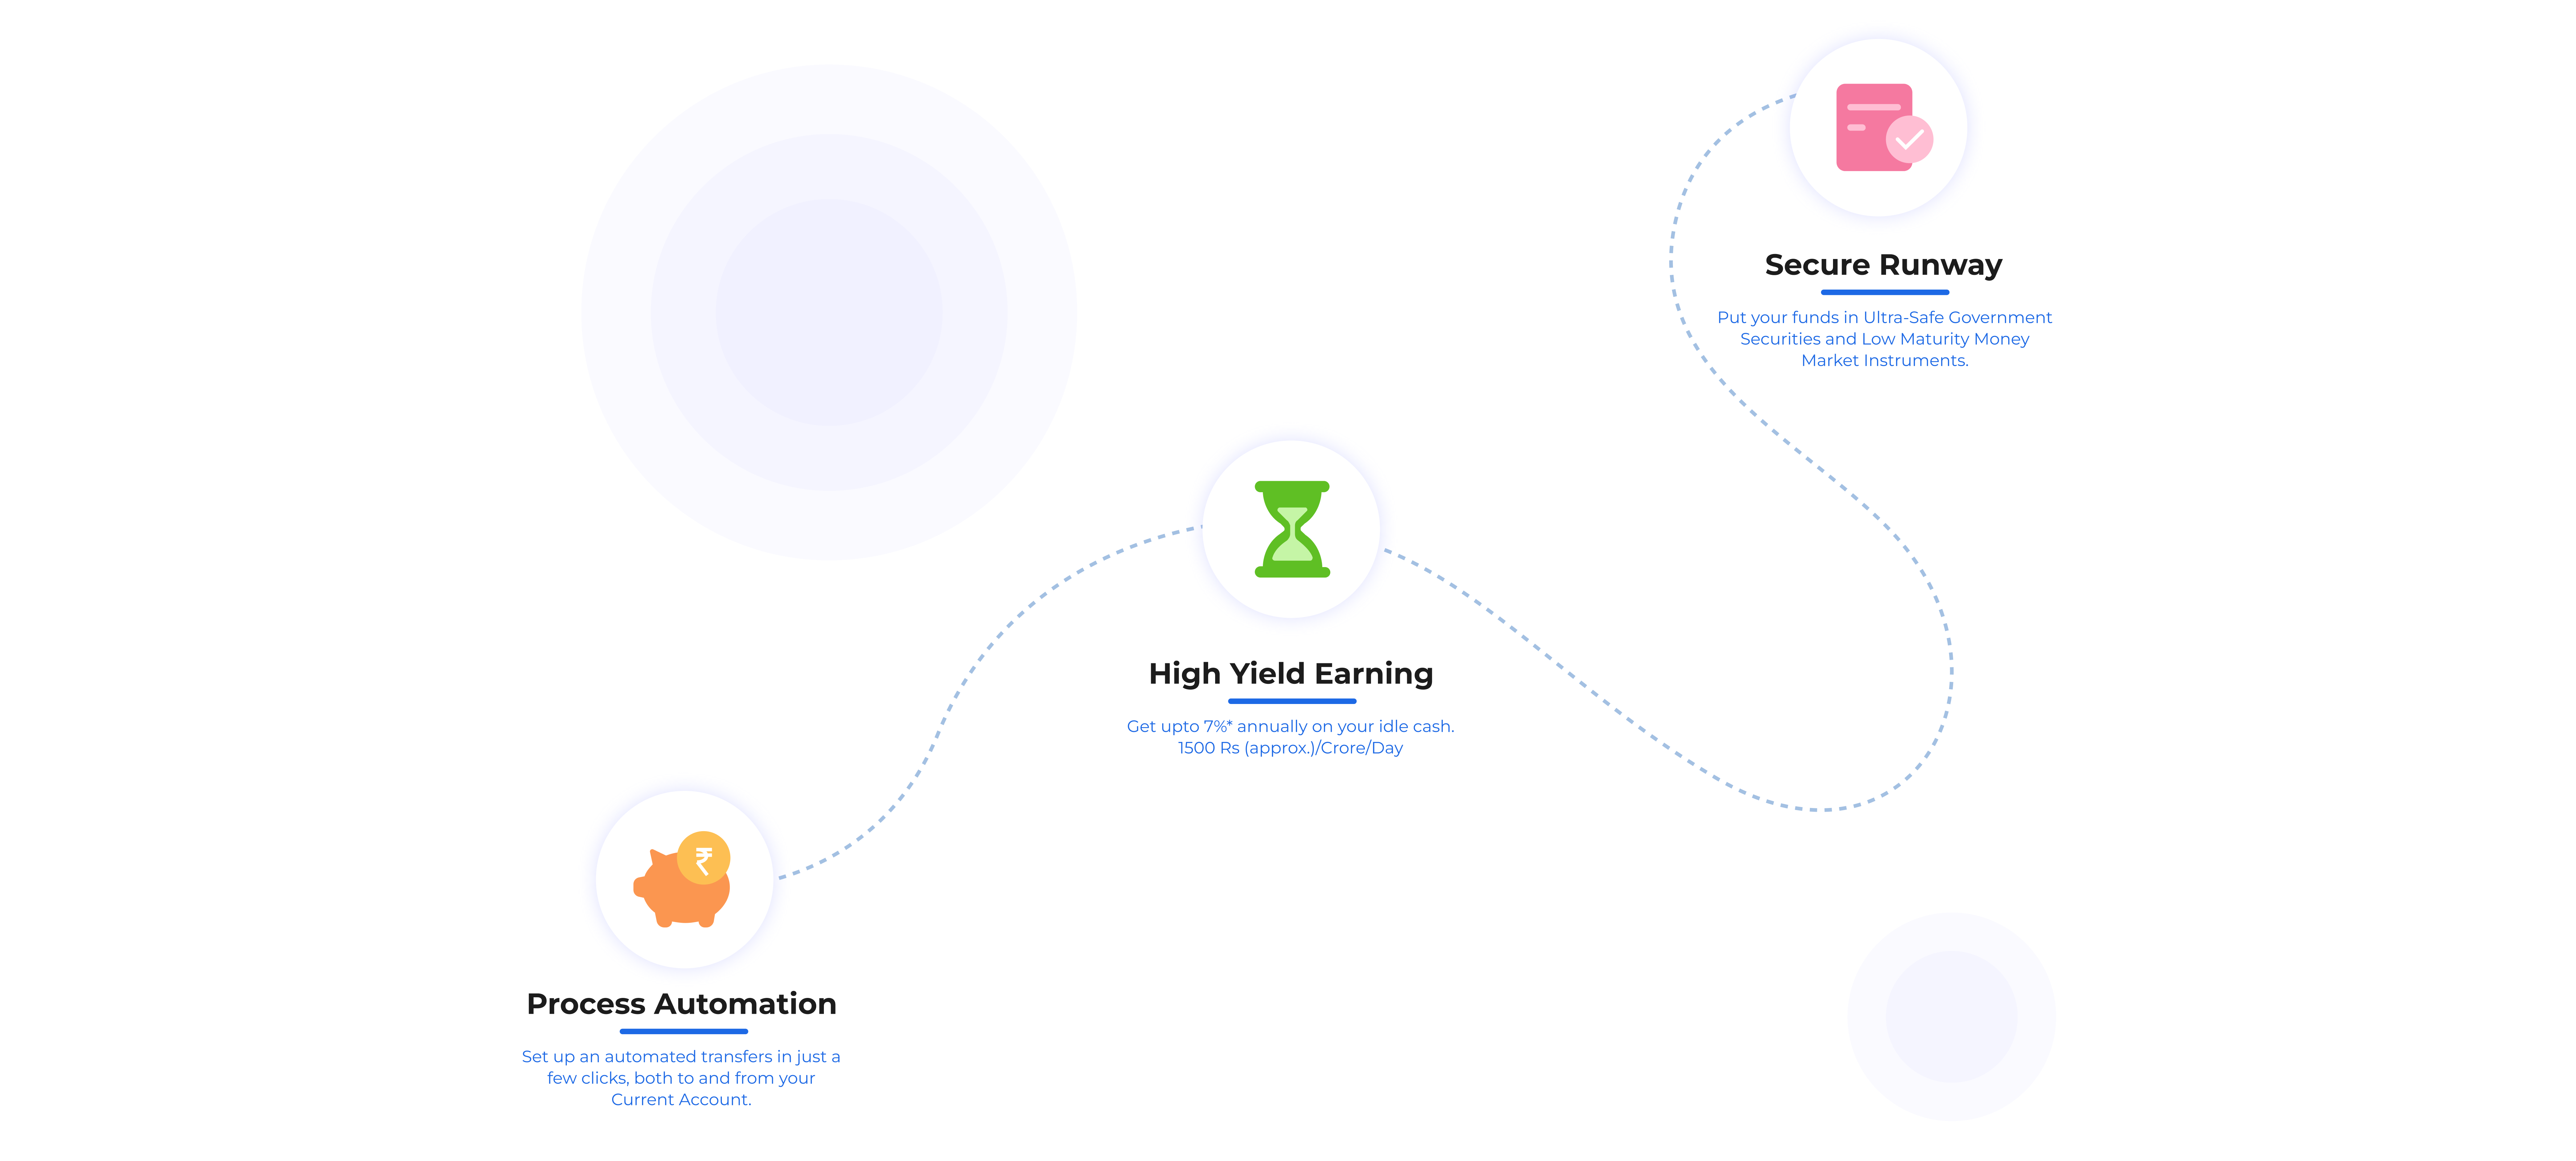 Secure Runway
Put your funds in Ultra-Safe Government
Securities and Low Maturity Money
Market Instruments.
High Yield Earning
Get upto 7%* annually on your idle cash.
1500 Rs (approx.)/Crore/Day
₹
Process Automation
Set up an automated transfers in just a
few clicks, both to and from your
Current Account.